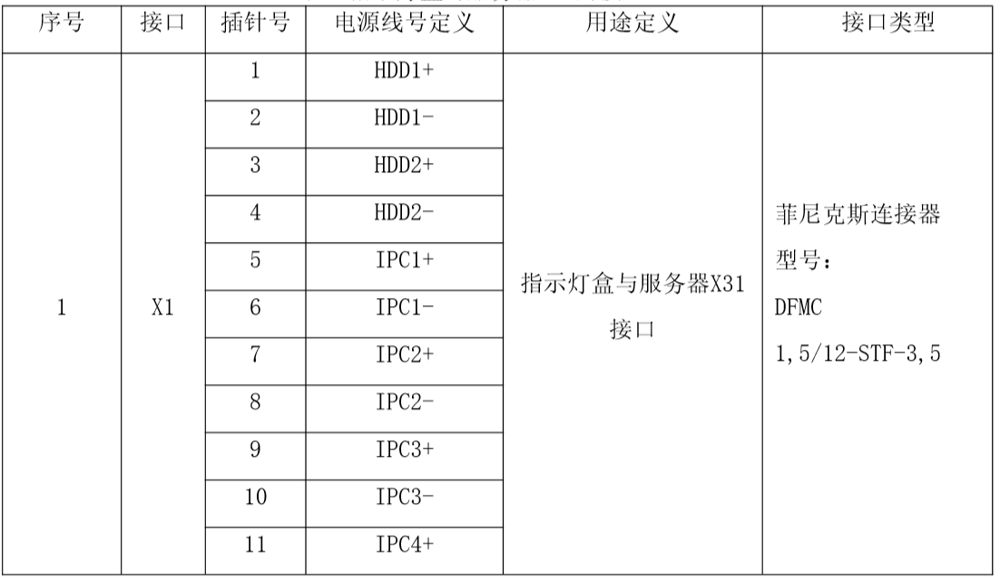 序号 接口 插针号 电源线号定义 用途定义 接口类型
1 HDD1+
2 HDD1-
3 HDD2+
4 HDD2-
5 IPC1+
1 X1 6 IPC1-
7 IPC2+
8 IPC2-
9 IPC3+
10 IPC3-
11 IPC4+
指示灯盒与服务器X31
接口
菲尼克斯连接器
型号：
DFMC
1,5/12-STF-3,5